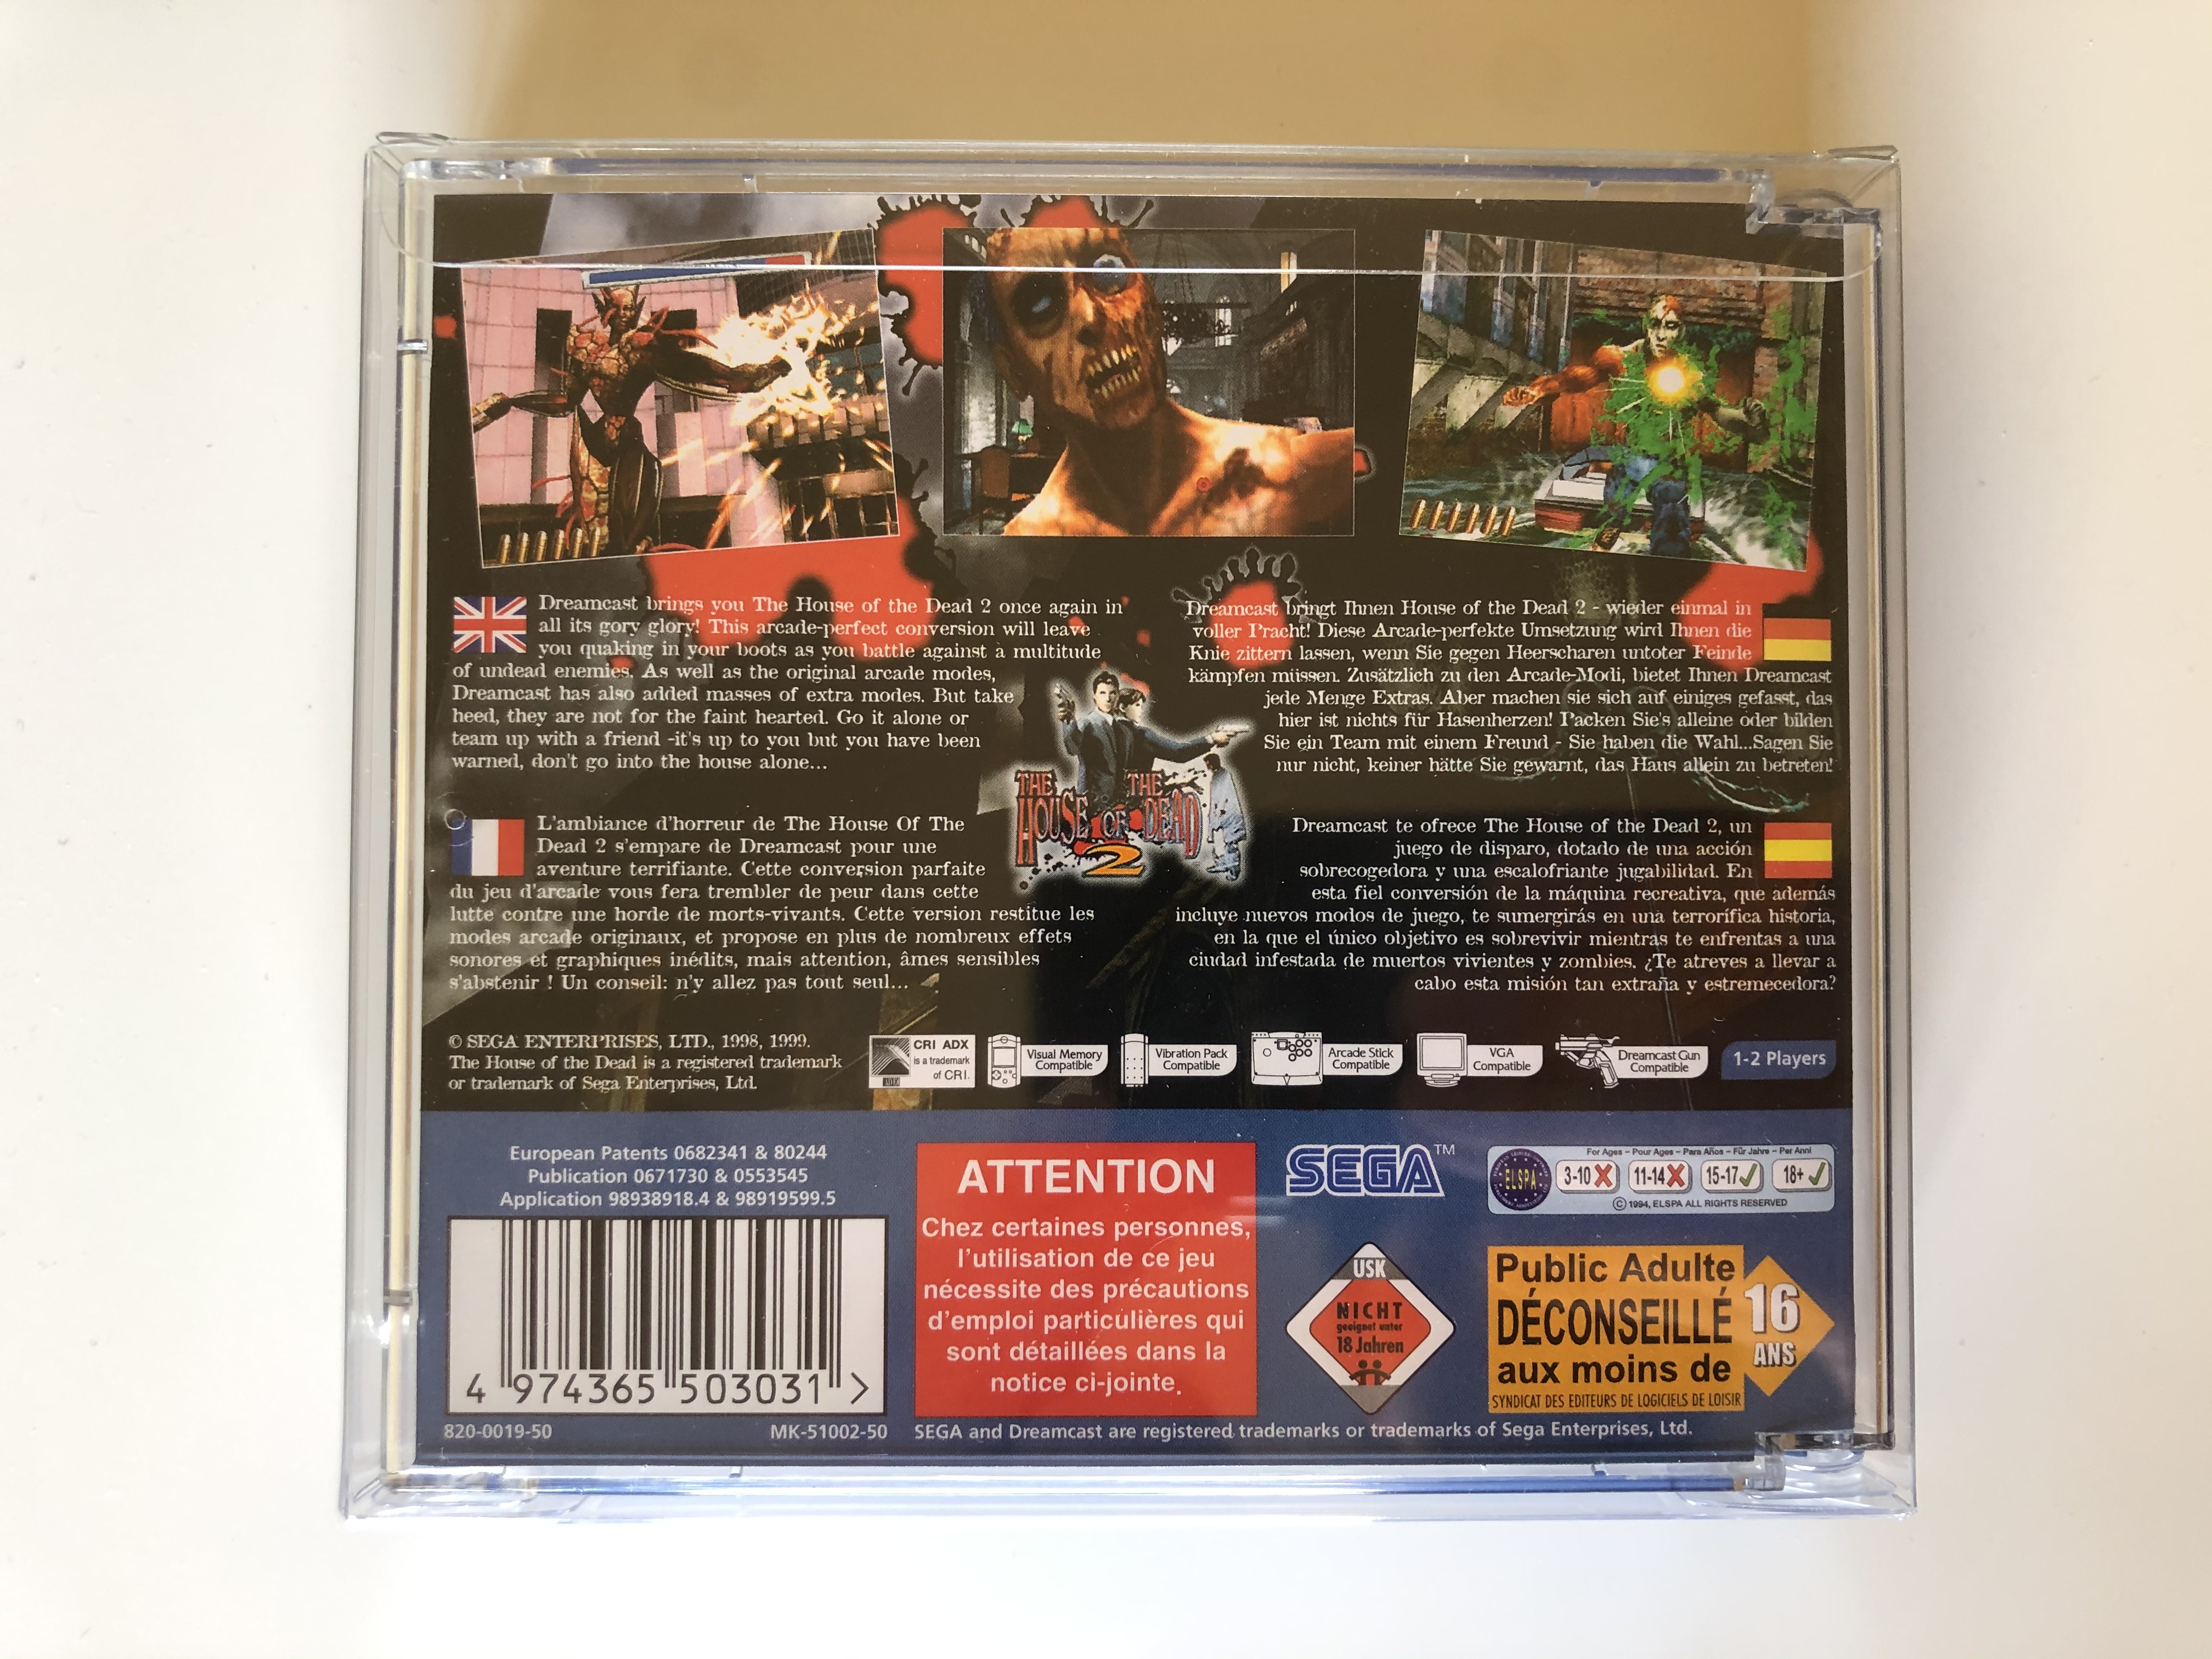 Dreamcast brings you The House of the Dead 2 once again in
all its gory glory! This arcade-perfect conversion will leave
you quaking in your boots as you battle against a multitude
of undead enemies. As well as the original arcade modes,
Dreamcast has also added masses of extra modes. But take
heed, they are not for the faint hearted. Go it alone or
team up with a friend -it's up to you but you have been
warned, don't go into the house alone...
Dreamcast bringt Ihnen House of the Dead 2 - wieder einmal in
voller Pracht! Diese Arcade-perfekte Umsetzung wird Ihnen die
Knie zittern lassen, wenn Sie gegen Heerscharen untoter Feinde
kämpfen müssen. Zusätzlich zu den Arcade-Modi, bietet Ihnen Dreamcast
jede Menge Extras. Aber machen sie sich auf einiges gefasst, das
hier ist nichts für Hasenherzen! Packen Sie's alleine oder bilden
Sie ein Team mit einem Freund - Sie haben die Wahl...Sagen Sie
nur nicht, keiner hätte Sie gewarnt, das Haus allein zu betreten!
THE THE
HOUSE OF DEAD
2
L'ambiance d'horreur de The House Of The
Dead 2 s'empare de Dreamcast pour une
aventure terrifiante. Cette conversion parfaite
du jeu d'arcade vous fera trembler de peur dans cette
lutte contre une horde de morts-vivants. Cette version restitue les
modes arcade originaux, et propose en plus de nombreux effets
sonores et graphiques inédits, mais attention, âmes sensibles
s'abstenir ! Un conseil: n'y allez pas tout seul...
Dreamcast te ofrece The House of the Dead 2, un
juego de disparo, dotado de una acción
sobrecogedora y una escalofriante jugabilidad. En
esta fiel conversión de la máquina recreativa, que además
incluye nuevos modos de juego, te sumergirás en una terrorífica historia,
en la que el único objetivo es sobrevivir mientras te enfrentas a una
ciudad infestada de muertos vivientes y zombies. ¿Te atreves a llevar a
cabo esta misión tan extraña y estremecedora?
© SEGA ENTERPRISES, LTD., 1998, 1999.
The House of the Dead is a registered trademark
or trademark of Sega Enterprises, Ltd.
CRI ADX
is a trademark
of CRI.
Visual Memory
Compatible
Vibration Pack
Compatible
Arcade Stick
Compatible
VGA
Compatible
Dreamcast Gun
Compatible
1-2 Players
European Patents 0682341 & 80244
Publication 0671730 & 0553545
Application 98938918.4 & 98919599.5
4 974365 503031 >
820-0019-50 MK-51002-50
ATTENTION
Chez certaines personnes,
l'utilisation de ce jeu
nécessite des précautions
d'emploi particulières qui
sont détaillées dans la
notice ci-jointe.
SEGA™
For Ages – Pour Ages – Para Años – Für Jahre – Per Anni
ELSPA 3-10 11-14 15-17 18+
© 1994, ELSPA ALL RIGHTS RESERVED
USK
NICHT
geeignet unter
18 Jahren
Public Adulte
DÉCONSEILLÉ
aux moins de
16
ANS
SYNDICAT DES EDITEURS DE LOGICIELS DE LOISIR
SEGA and Dreamcast are registered trademarks or trademarks of Sega Enterprises, Ltd.